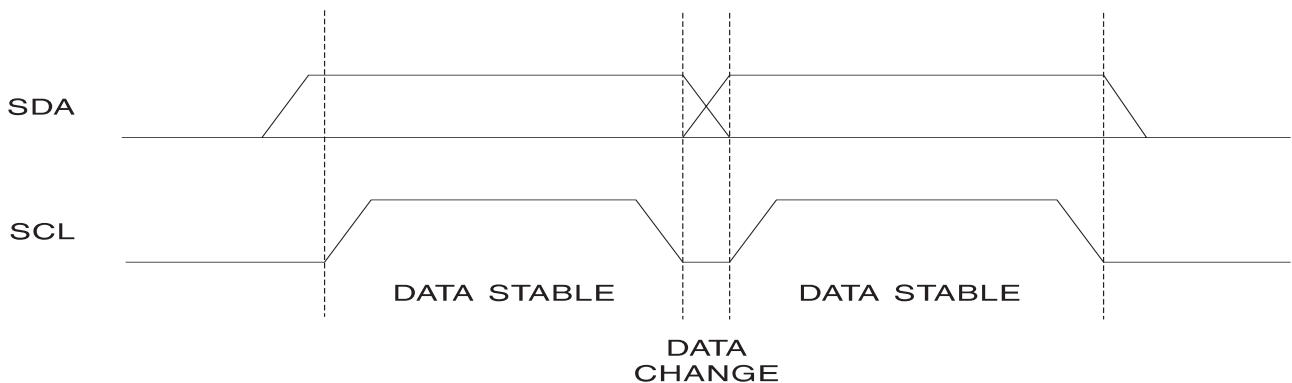 SDA
SCL
DATA STABLE
DATA STABLE
DATA
CHANGE